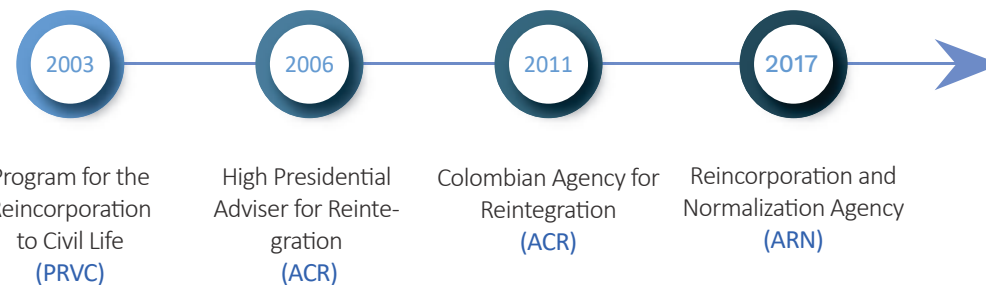 2003
2006
2011
2017
Program for the
Reincorporation
to Civil Life
(PRVC)
High Presidential
Adviser for Reinte-
gration
(ACR)
Colombian Agency for
Reintegration
(ACR)
Reincorporation and
Normalization Agency
(ARN)